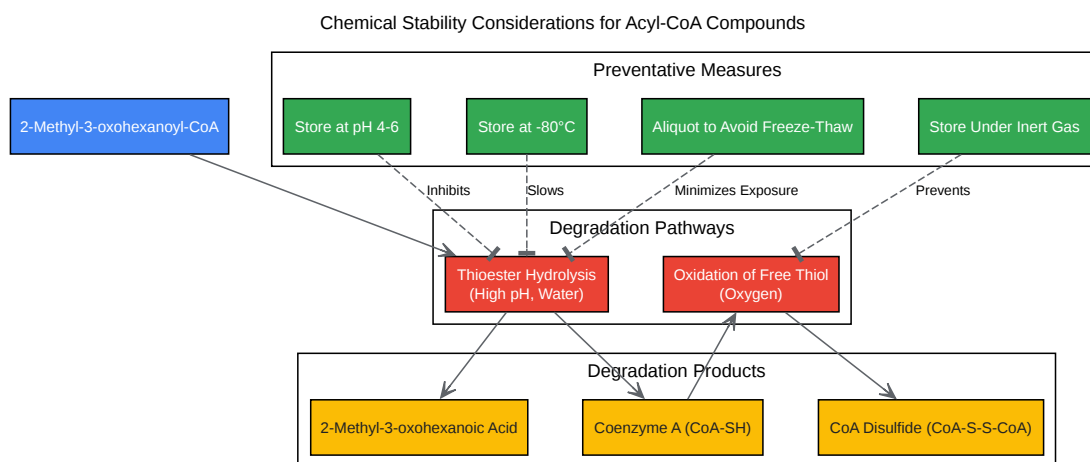 Chemical Stability Considerations for Acyl-CoA Compounds
Preventative Measures
2-Methyl-3-oxohexanoyl-CoA
Store at pH 4-6
Store at -80°C
Aliquot to Avoid Freeze-Thaw
Store Under Inert Gas
Inhibits
Slows
Minimizes Exposure
Prevents
Degradation Pathways
Thioester Hydrolysis
(High pH, Water)
Oxidation of Free Thiol
(Oxygen)
Degradation Products
2-Methyl-3-oxohexanoic Acid
Coenzyme A (CoA-SH)
CoA Disulfide (CoA-S-S-CoA)